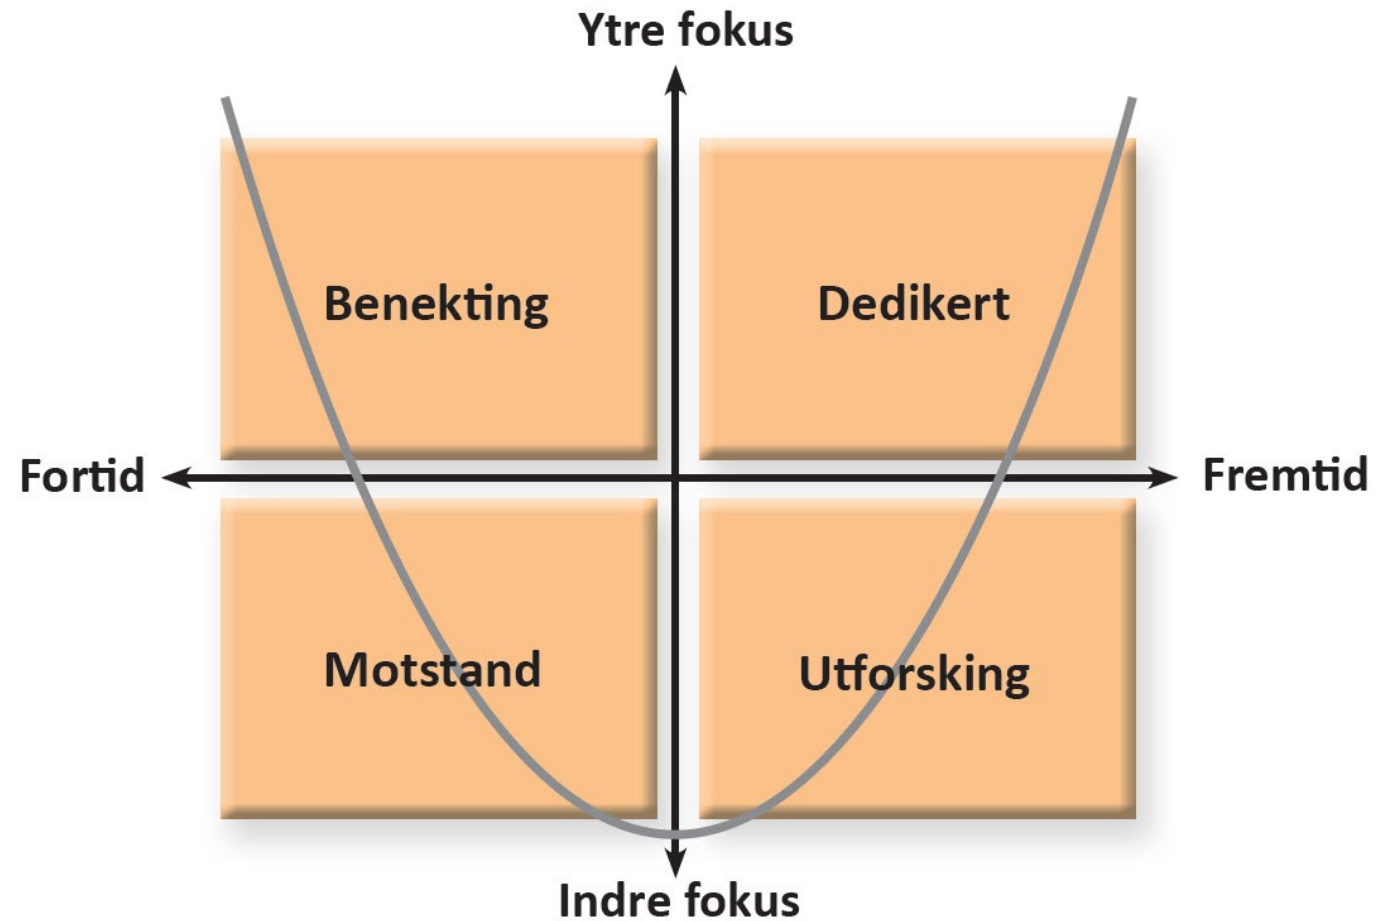 Ytre fokus
Benekting
Dedikert
Fortid
Fremtid
Motstand
Utforsking
Indre fokus